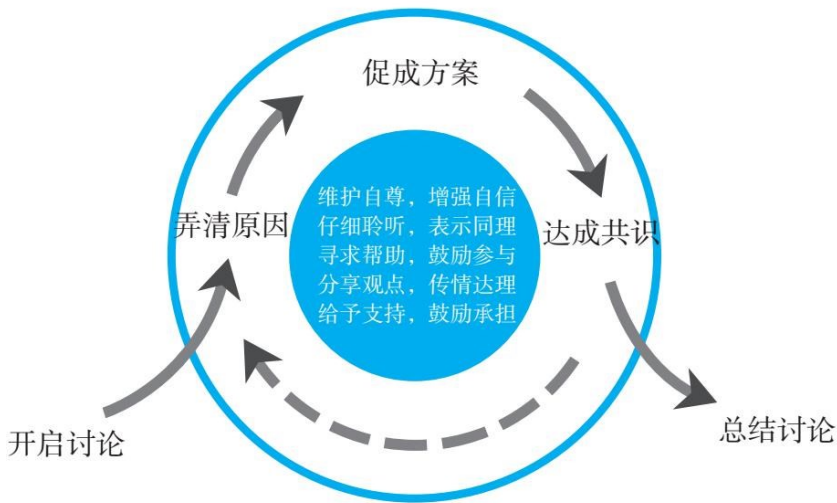 促成方案
维护自尊，增强自信
仔细聆听，表示同理
弄清原因
达成共识
寻求帮助，鼓励参与
分享观点，传情达理
给予支持，鼓励承担
开启讨论
总结讨论